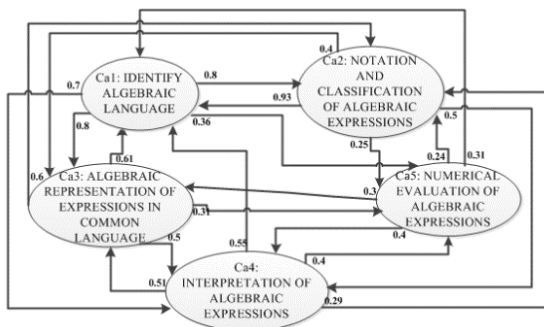 0.4
Ca1: IDENTIFY
ALGEBRAIC
LANGUAGE
Ca2: NOTATION
AND
CLASSIFICATION
OF ALGEBRAIC
EXPRESSIONS
0.7
0.8
0.93
0.8
0.36
0.5
0.25
0.24
0.31
0.61
0.6
Ca3: ALGEBRAIC
REPRESENTATION OF
EXPRESSIONS IN
COMMON
LANGUAGE
0.31
0.3
Ca5: NUMERICAL
EVALUATION OF
ALGEBRAIC
EXPRESSIONS
0.5
0.4
0.55
0.51
Ca4:
INTERPRETATION OF
ALGEBRAIC
EXPRESSIONS
0.4
0.29